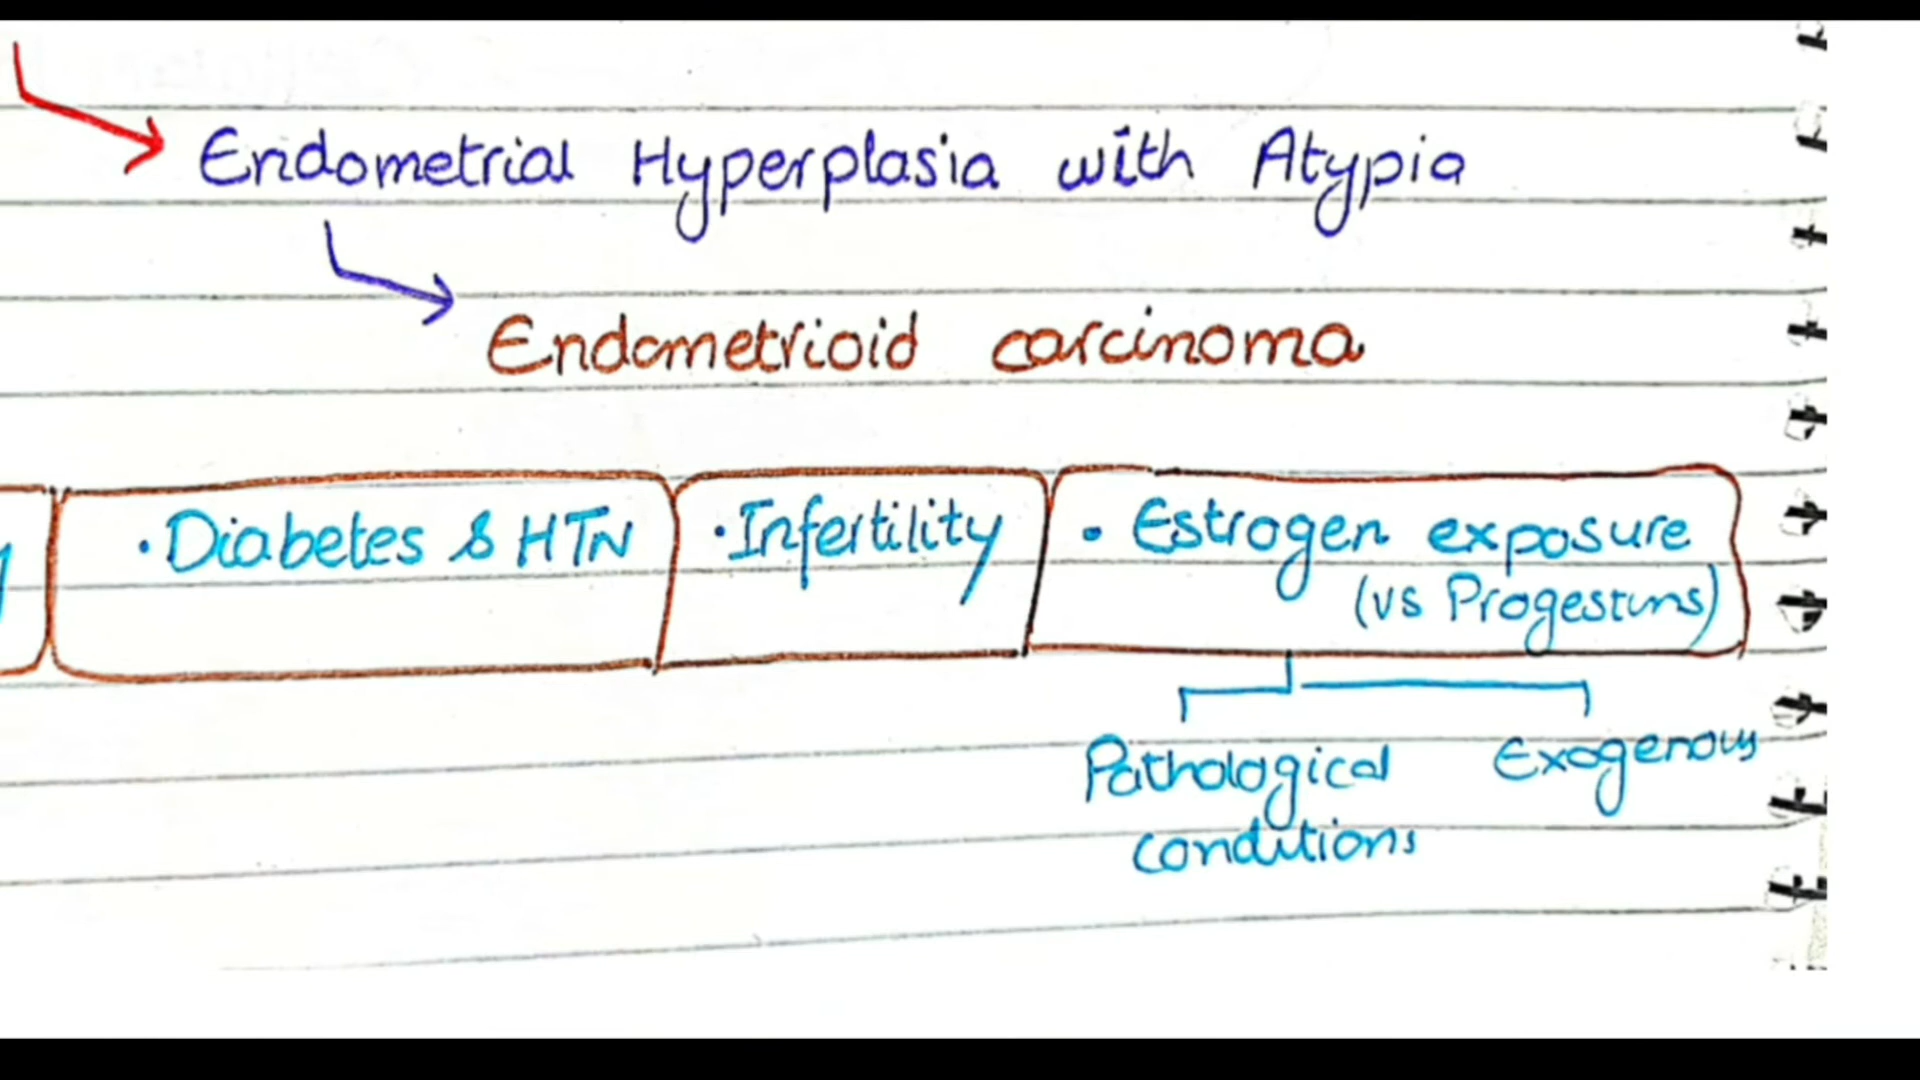 Endometrial Hyperplasia with Atypia
Endometrioid carcinoma
• Diabetes & HTN
• Infertility
• Estrogen exposure
(vs Progestins)
Pathological
conditions
Exogenous